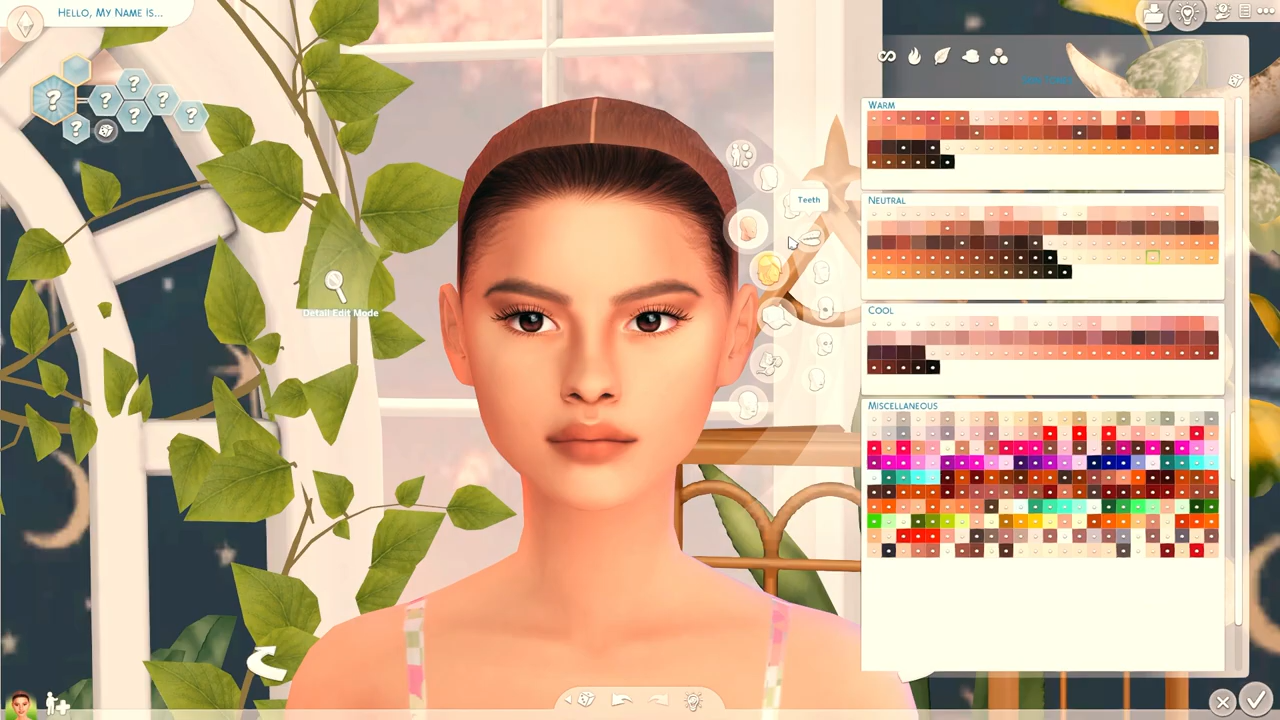 Hello, My Name Is...
Teeth
Detail Edit Mode
Warm
Neutral
Cool
Miscellaneous